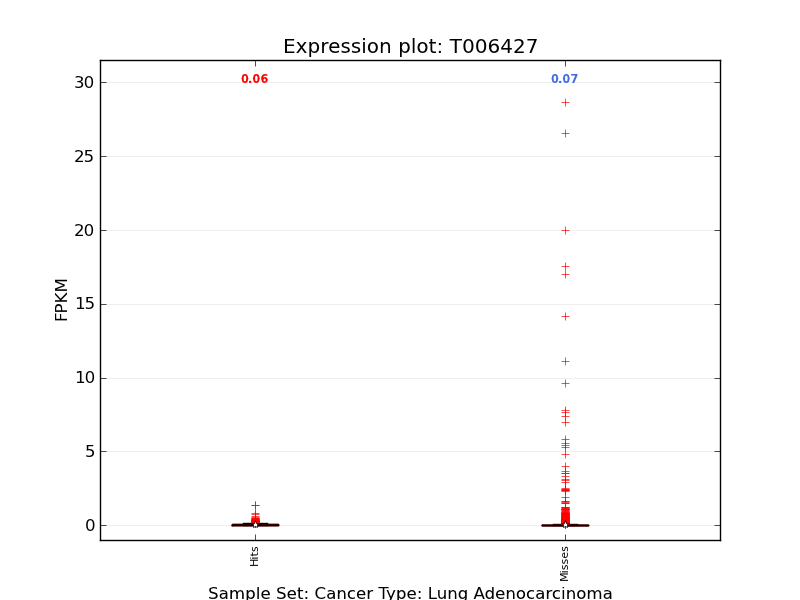 Expression plot: T006427
0.06
0.07
30
25
20
15
10
5
0
FPKM
Hits
Misses
Sample Set: Cancer Type: Lung Adenocarcinoma